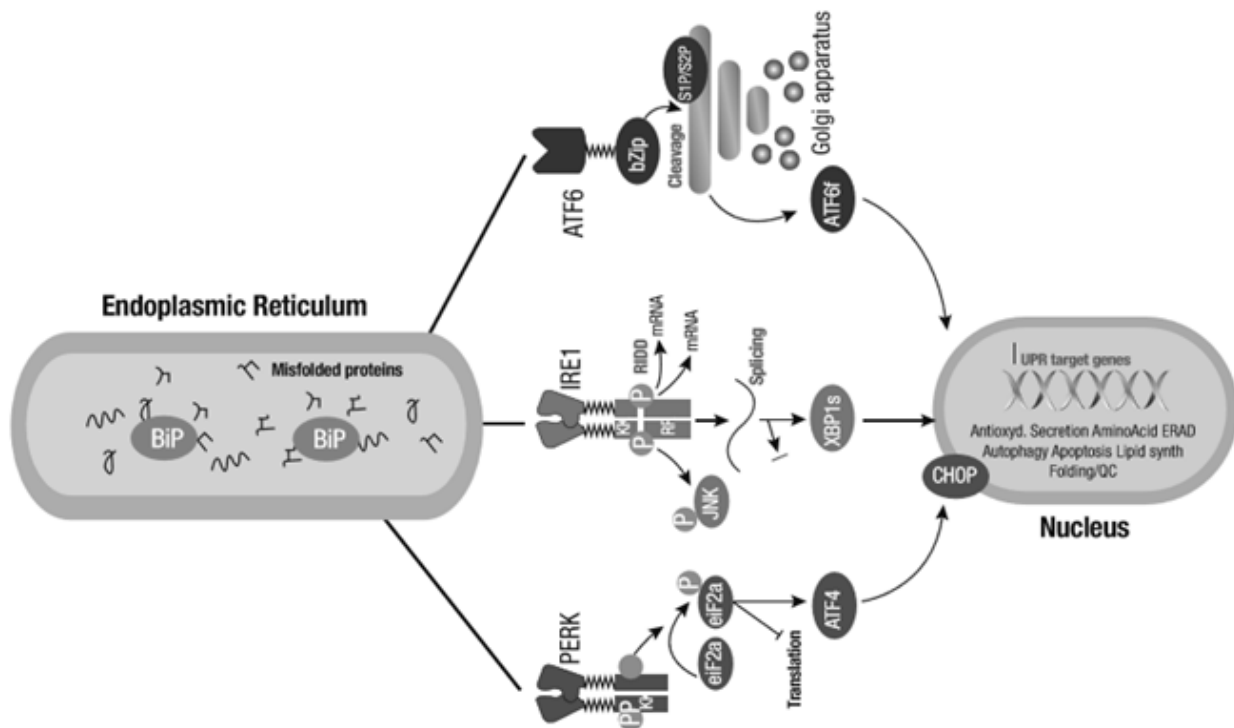 Endoplasmic Reticulum
Misfolded proteins
BiP
BiP
ATF6
bZip
S1P/S2P
Cleavage
Golgi apparatus
ATF6f
IRE1
P
P
RIDD
mRNA
mRNA
Splicing
XBP1s
P
JNK
PERK
PP
P
eiF2a
eiF2a
Translation
ATF4
UPR target genes
Antioxyd. Secretion AminoAcid ERAD
Autophagy Apoptosis Lipid synth
Folding/QC
CHOP
Nucleus